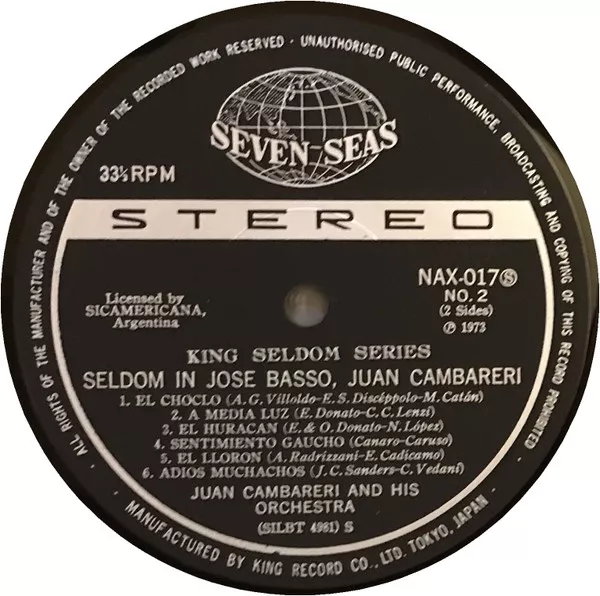 ALL RIGHTS OF THE MANUFACTURER AND OF THE OWNER OF THE RECORDED WORK RESERVED · UNAUTHORISED PUBLIC PERFORMANCE, BROADCASTING AND COPYING OF THIS RECORD PROHIBITED ·
SEVEN SEAS
33⅓RPM
STEREO
NAX-017Ⓢ
NO. 2
(2 Sides)
℗ 1973
Licensed by
SICAMERICANA,
Argentina
KING SELDOM SERIES
SELDOM IN JOSE BASSO, JUAN CAMBARERI
1. EL CHOCLO (A. G. Villoldo-E. S. Discéppolo-M. Catán)
2. A MEDIA LUZ (E. Donato-C. C. Lenzi)
3. EL HURACAN (E. & O. Donato-N. López)
4. SENTIMIENTO GAUCHO (Canaro-Caruso)
5. EL LLORON (A. Radrizzani-E. Cadicamo)
6. ADIOS MUCHACHOS (J. C. Sanders-C. Vedani)
JUAN CAMBARERI AND HIS
ORCHESTRA
(SILBT 4981) S
MANUFACTURED BY KING RECORD CO., LTD. TOKYO, JAPAN ·